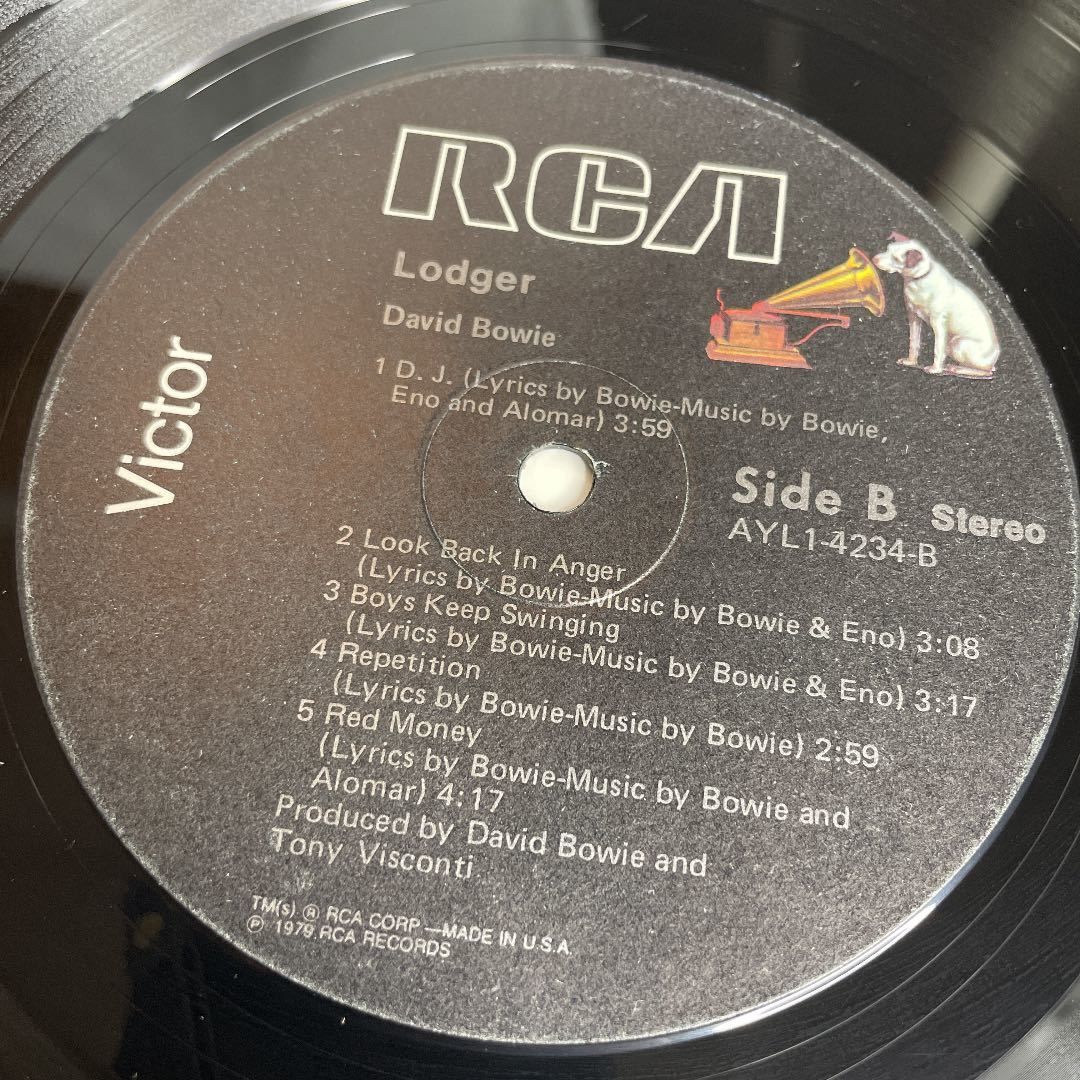 RCA
Victor
Lodger
David Bowie
1 D. J. (Lyrics by Bowie-Music by Bowie,
Eno and Alomar) 3:59
Side B Stereo
AYL1-4234-B
2 Look Back In Anger
(Lyrics by Bowie-Music by Bowie & Eno) 3:08
3 Boys Keep Swinging
(Lyrics by Bowie-Music by Bowie & Eno) 3:17
4 Repetition
(Lyrics by Bowie-Music by Bowie) 2:59
5 Red Money
(Lyrics by Bowie-Music by Bowie and
Alomar) 4:17
Produced by David Bowie and
Tony Visconti
TM(s) ® RCA CORP.—MADE IN U.S.A.
℗ 1979, RCA RECORDS